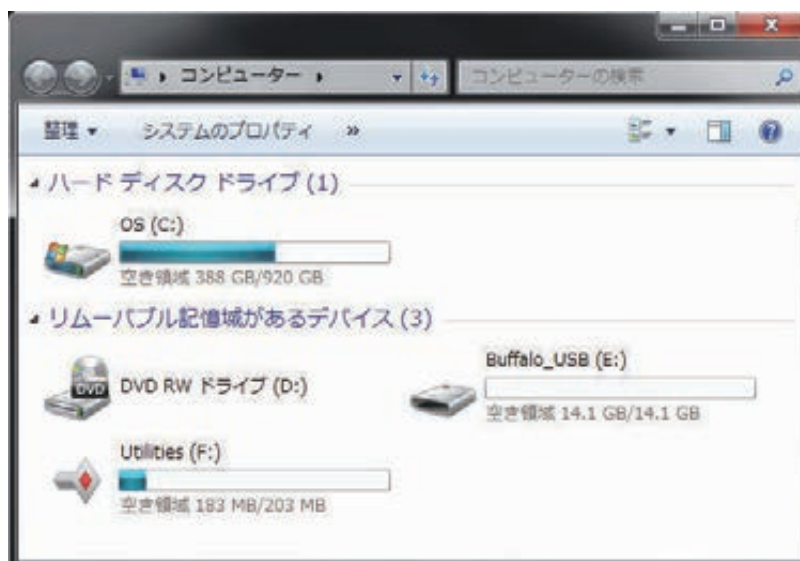 コンピューター
コンピューターの検索
整理
システムのプロパティ »
ハード ディスク ドライブ (1)
OS (C:)
空き領域 388 GB/920 GB
リムーバブル記憶域があるデバイス (3)
DVD
DVD RW ドライブ (D:)
Buffalo_USB (E:)
空き領域 14.1 GB/14.1 GB
Utilities (F:)
空き領域 183 MB/203 MB